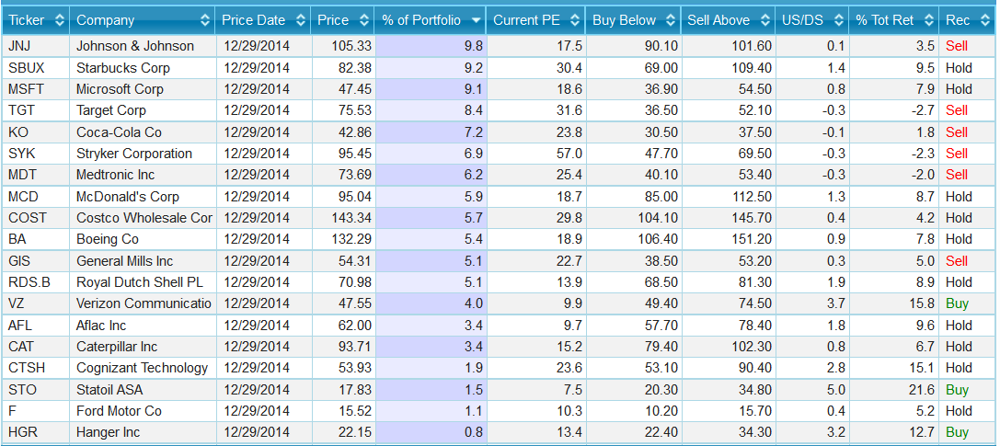 Ticker Company Price Date Price % of Portfolio Current PE Buy Below Sell Above US/DS % Tot Ret Rec
JNJ Johnson & Johnson 12/29/2014 105.33 9.8 17.5 90.10 101.60 0.1 3.5 Sell
SBUX Starbucks Corp 12/29/2014 82.38 9.2 30.4 69.00 109.40 1.4 9.5 Hold
MSFT Microsoft Corp 12/29/2014 47.45 9.1 18.6 36.90 54.50 0.8 7.9 Hold
TGT Target Corp 12/29/2014 75.53 8.4 31.6 36.50 52.10 -0.3 -2.7 Sell
KO Coca-Cola Co 12/29/2014 42.86 7.2 23.8 30.50 37.50 -0.1 1.8 Sell
SYK Stryker Corporation 12/29/2014 95.45 6.9 57.0 47.70 69.50 -0.3 -2.3 Sell
MDT Medtronic Inc 12/29/2014 73.69 6.2 25.4 40.10 53.40 -0.3 -2.0 Sell
MCD McDonald's Corp 12/29/2014 95.04 5.9 18.7 85.00 112.50 1.3 8.7 Hold
COST Costco Wholesale Cor 12/29/2014 143.34 5.7 29.8 104.10 145.70 0.4 4.2 Hold
BA Boeing Co 12/29/2014 132.29 5.4 18.9 106.40 151.20 0.9 7.8 Hold
GIS General Mills Inc 12/29/2014 54.31 5.1 22.7 38.50 53.20 0.3 5.0 Sell
RDS.B Royal Dutch Shell PL 12/29/2014 70.98 5.1 13.9 68.50 81.30 1.9 8.9 Hold
VZ Verizon Communicatio 12/29/2014 47.55 4.0 9.9 49.40 74.50 3.7 15.8 Buy
AFL Aflac Inc 12/29/2014 62.00 3.4 9.7 57.70 78.40 1.8 9.6 Hold
CAT Caterpillar Inc 12/29/2014 93.71 3.4 15.2 79.40 102.30 0.8 6.7 Hold
CTSH Cognizant Technology 12/29/2014 53.93 1.9 23.6 53.10 90.40 2.8 15.1 Hold
STO Statoil ASA 12/29/2014 17.83 1.5 7.5 20.30 34.80 5.0 21.6 Buy
F Ford Motor Co 12/29/2014 15.52 1.1 10.3 10.20 15.70 0.4 5.2 Hold
HGR Hanger Inc 12/29/2014 22.15 0.8 13.4 22.40 34.30 3.2 12.7 Buy